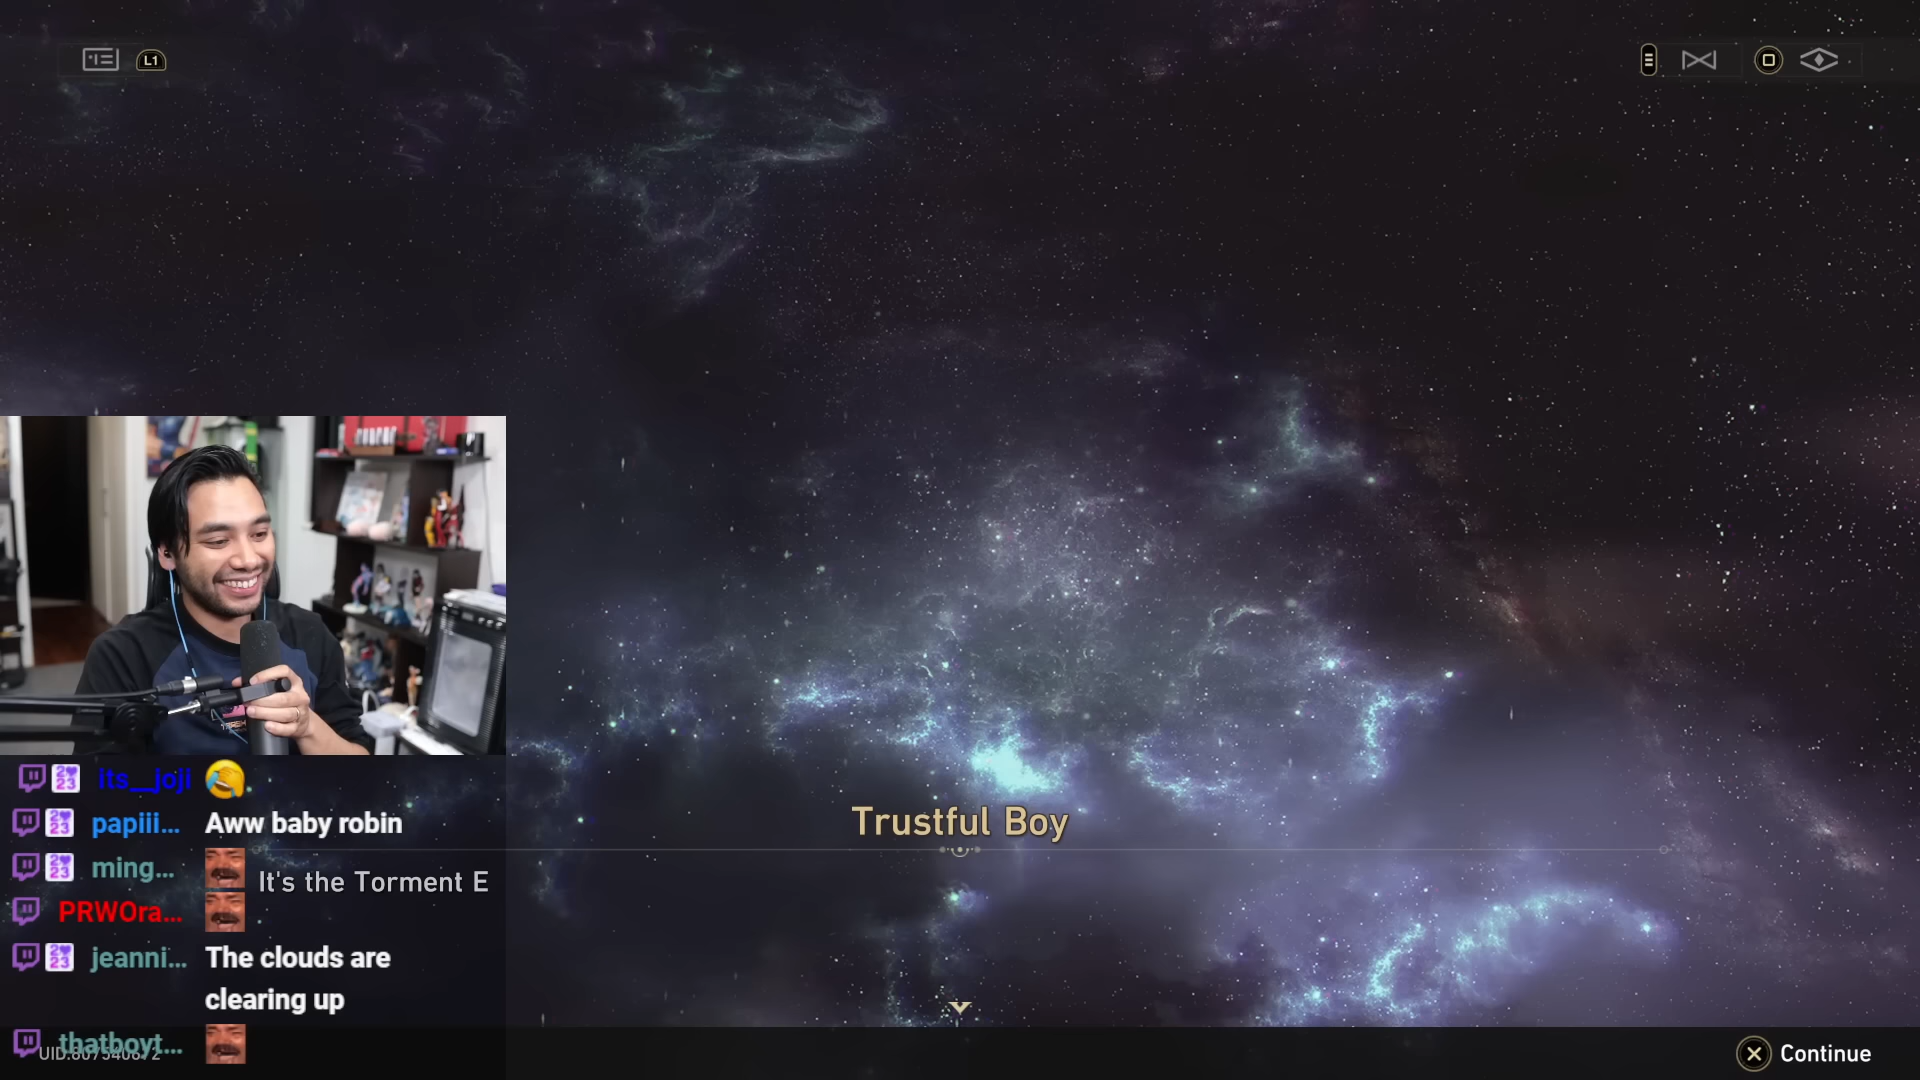 L1
its__joji
papiii... Aww baby robin
ming...
It's the Torment E
PRWOra...
jeanni... The clouds are
clearing up
thatboyt...
Trustful Boy
Continue